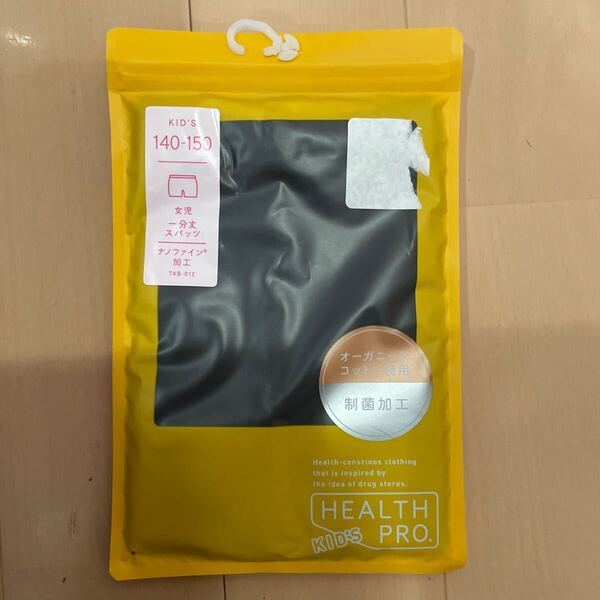 KID'S
140-150
女児
一分丈
スパッツ
ナノファイン®
加工
TKB-012
オーガニック
コットン使用
制菌加工
Health-conscious clothing
that is inspired by
the idea of drug stores.
HEALTH
KID'S PRO.